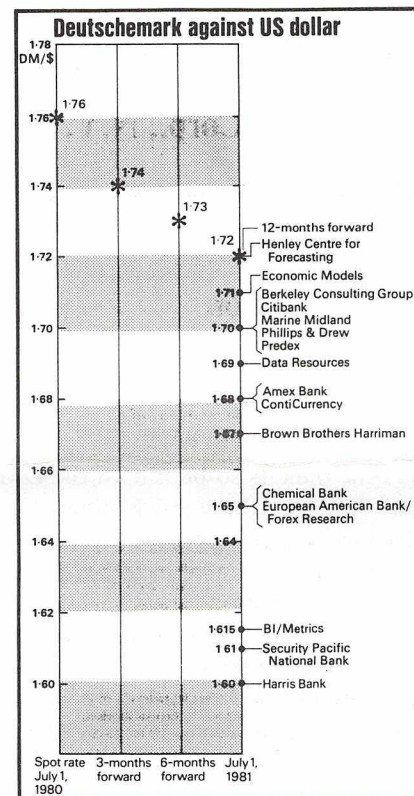 Deutschemark against US dollar
1·78
DM/$
1·76
1·76
1·74
1·74
1·73
1·72
12-months forward
1·72
Henley Centre for
Forecasting
1·71
Economic Models
Berkeley Consulting Group
Citibank
1·70
1·70
Marine Midland
Phillips & Drew
Predex
1·69
Data Resources
1·68
1·68
Amex Bank
ContiCurrency
1·67
Brown Brothers Harriman
1·66
1·65
Chemical Bank
European American Bank/
Forex Research
1·64
1·64
1·62
1·615
BI/Metrics
1 61
Security Pacific
National Bank
1·60
1·60
Harris Bank
Spot rate
July 1,
1980
3-months
forward
6-months
forward
July 1,
1981